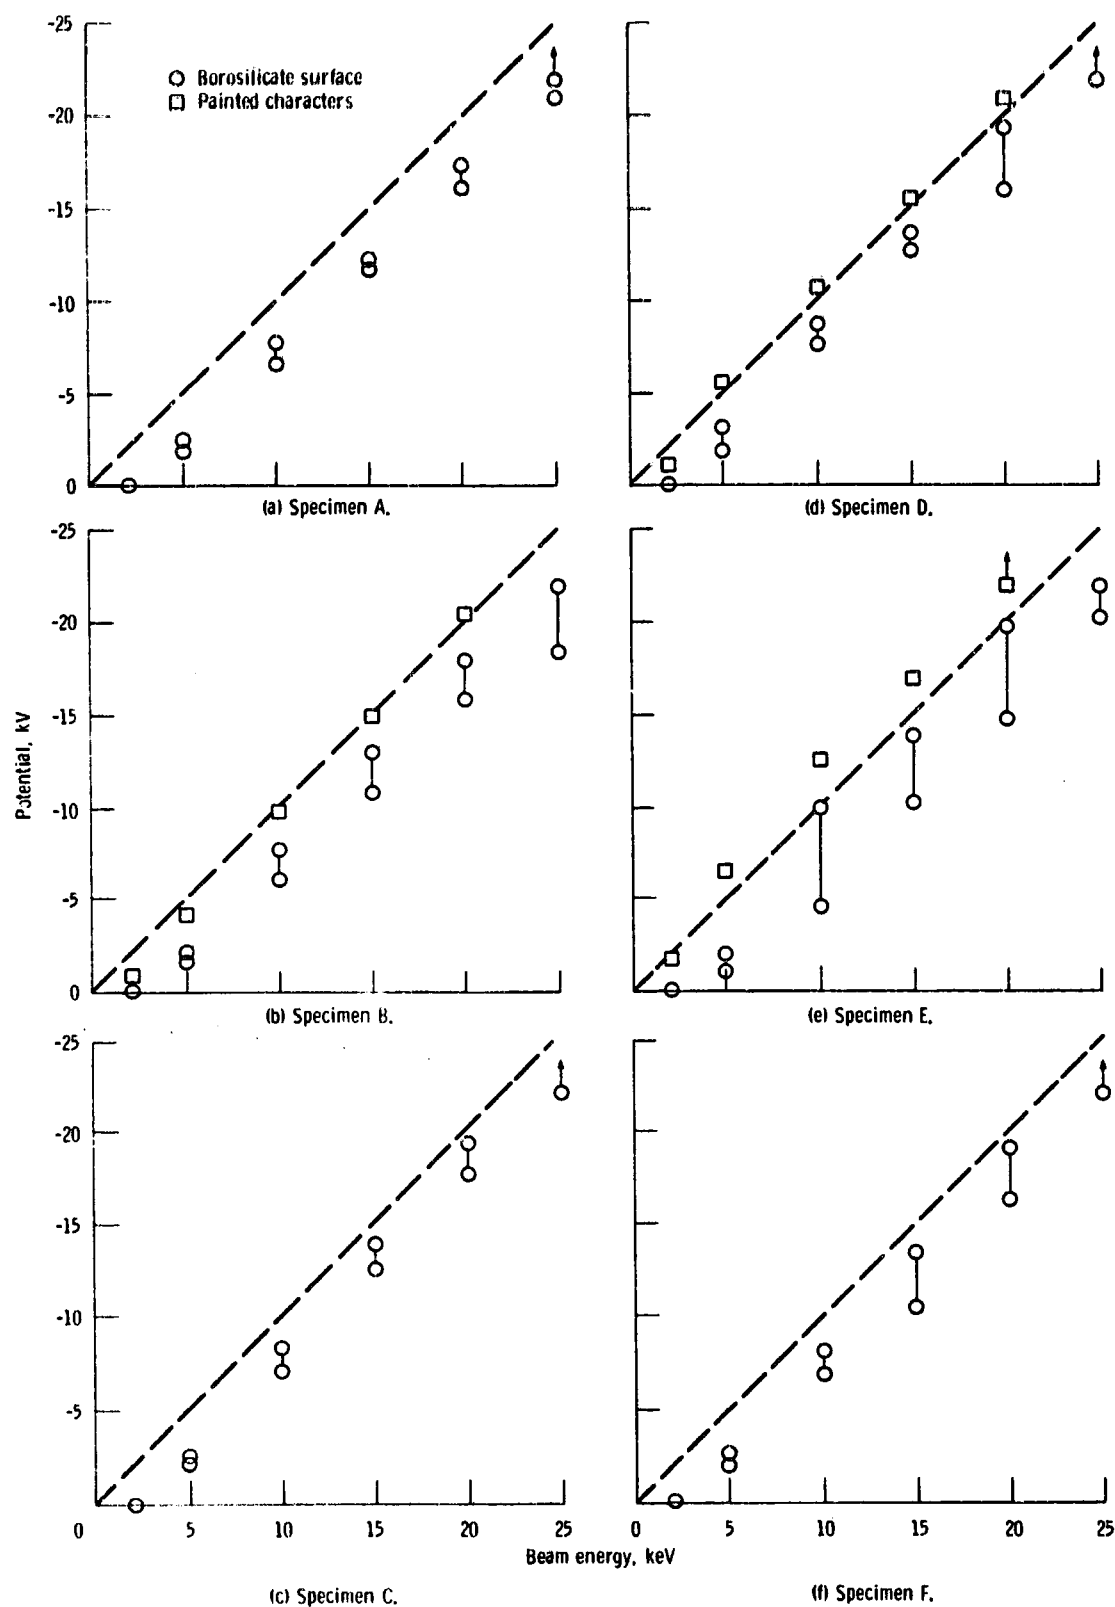 -25
-20
-15
-10
-5
0
○ Borosilicate surface
□ Painted characters
(a) Specimen A.
(d) Specimen D.
-25
-20
-15
-10
-5
0
Potential, kV
(b) Specimen B.
(e) Specimen E.
-25
-20
-15
-10
-5
0 5 10 15 20 25
0 5 10 15 20 25
Beam energy, keV
(c) Specimen C.
(f) Specimen F.